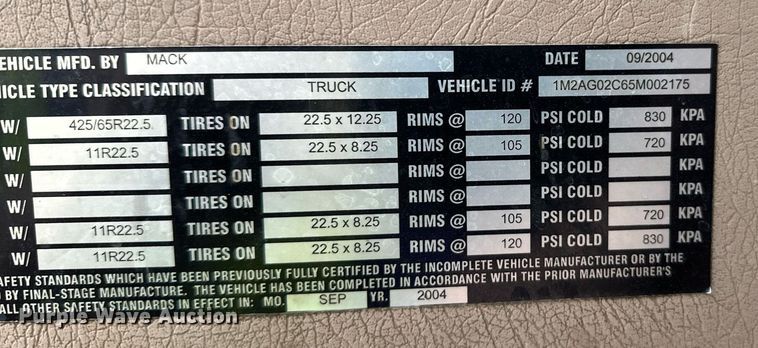 VEHICLE MFD. BY MACK DATE 09/2004
HICLE TYPE CLASSIFICATION TRUCK VEHICLE ID # 1M2AG02C65M002175
W/ 425/65R22.5 TIRES ON 22.5 x 12.25 RIMS @ 120 PSI COLD 830 KPA
W/ 11R22.5 TIRES ON 22.5 x 8.25 RIMS @ 105 PSI COLD 720 KPA
W/ TIRES ON RIMS @ PSI COLD KPA
W/ TIRES ON RIMS @ PSI COLD KPA
W/ 11R22.5 TIRES ON 22.5 x 8.25 RIMS @ 105 PSI COLD 720 KPA
W/ 11R22.5 TIRES ON 22.5 x 8.25 RIMS @ 120 PSI COLD 830 KPA
AFETY STANDARDS WHICH HAVE BEEN PREVIOUSLY FULLY CERTIFIED BY THE INCOMPLETE VEHICLE MANUFACTURER OR BY THE
D BY FINAL-STAGE MANUFACTURE. THE VEHICLE HAS BEEN COMPLETED IN ACCORDANCE WITH THE PRIOR MANUFACTURER'S
ALL OTHER SAFETY STANDARDS IN EFFECT IN: MO. SEP YR. 2004
Purple Wave Auction